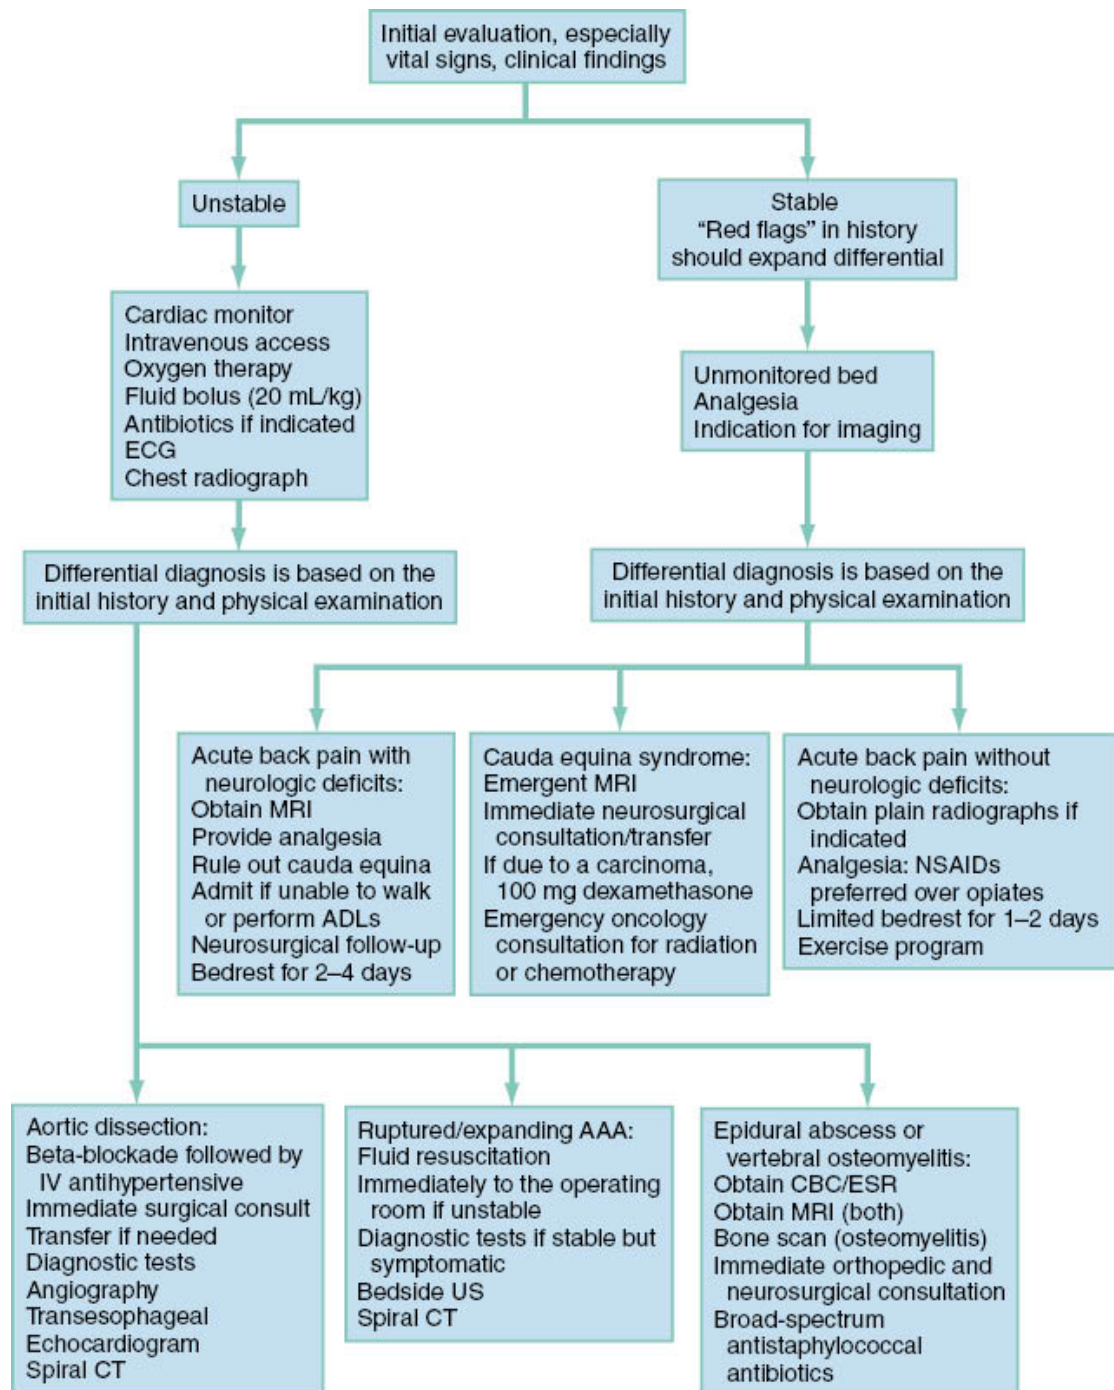 Initial evaluation, especially
vital signs, clinical findings
Unstable
Stable
“Red flags” in history
should expand differential
Cardiac monitor
Intravenous access
Oxygen therapy
Fluid bolus (20 mL/kg)
Antibiotics if indicated
ECG
Chest radiograph
Unmonitored bed
Analgesia
Indication for imaging
Differential diagnosis is based on the
initial history and physical examination
Differential diagnosis is based on the
initial history and physical examination
Acute back pain with
neurologic deficits:
Obtain MRI
Provide analgesia
Rule out cauda equina
Admit if unable to walk
or perform ADLs
Neurosurgical follow-up
Bedrest for 2–4 days
Cauda equina syndrome:
Emergent MRI
Immediate neurosurgical
consultation/transfer
If due to a carcinoma,
100 mg dexamethasone
Emergency oncology
consultation for radiation
or chemotherapy
Acute back pain without
neurologic deficits:
Obtain plain radiographs if
indicated
Analgesia: NSAIDs
preferred over opiates
Limited bedrest for 1–2 days
Exercise program
Aortic dissection:
Beta-blockade followed by
IV antihypertensive
Immediate surgical consult
Transfer if needed
Diagnostic tests
Angiography
Transesophageal
Echocardiogram
Spiral CT
Ruptured/expanding AAA:
Fluid resuscitation
Immediately to the operating
room if unstable
Diagnostic tests if stable but
symptomatic
Bedside US
Spiral CT
Epidural abscess or
vertebral osteomyelitis:
Obtain CBC/ESR
Obtain MRI (both)
Bone scan (osteomyelitis)
Immediate orthopedic and
neurosurgical consultation
Broad-spectrum
antistaphylococcal
antibiotics